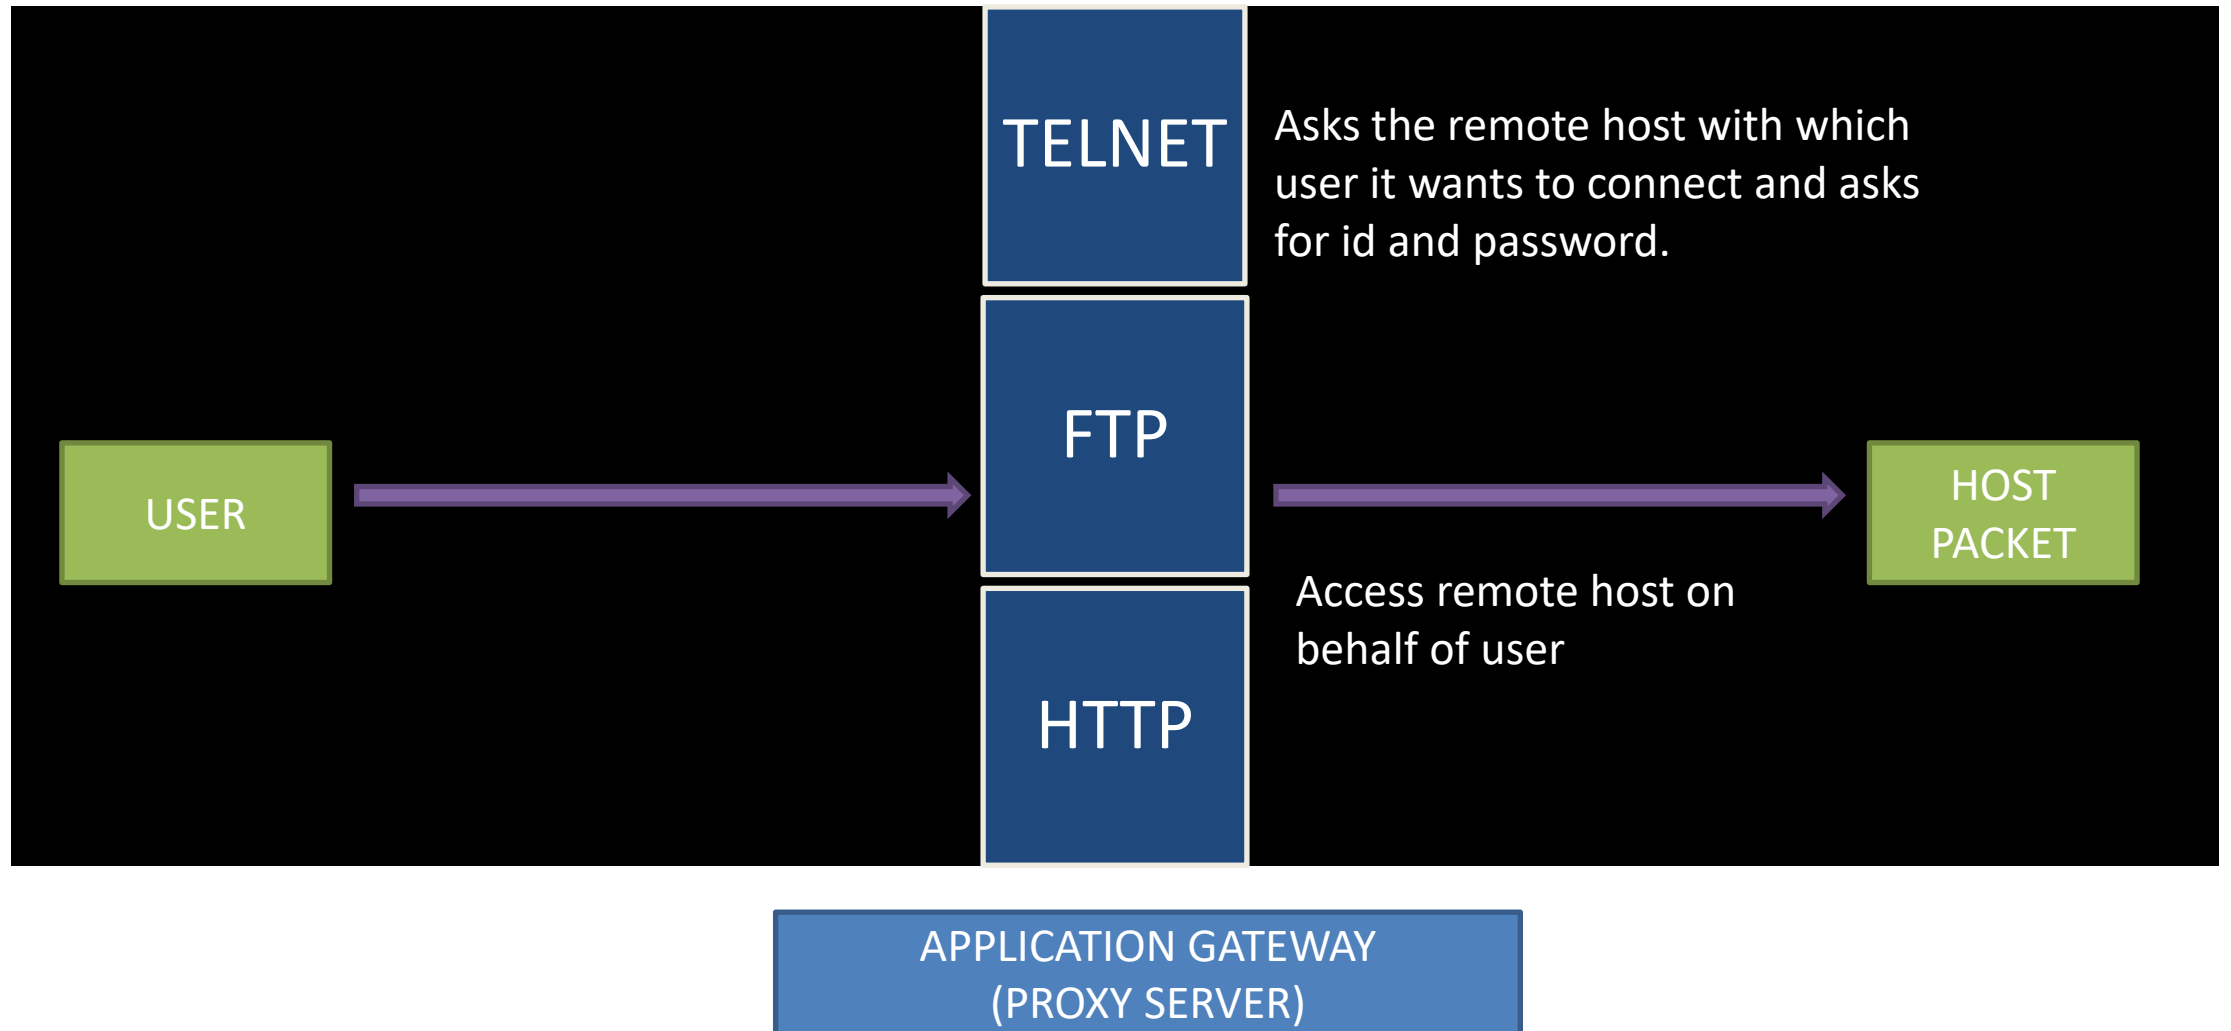 TELNET
Asks the remote host with which
user it wants to connect and asks
for id and password.
FTP
USER
HOST
PACKET
Access remote host on
behalf of user
HTTP
APPLICATION GATEWAY
(PROXY SERVER)